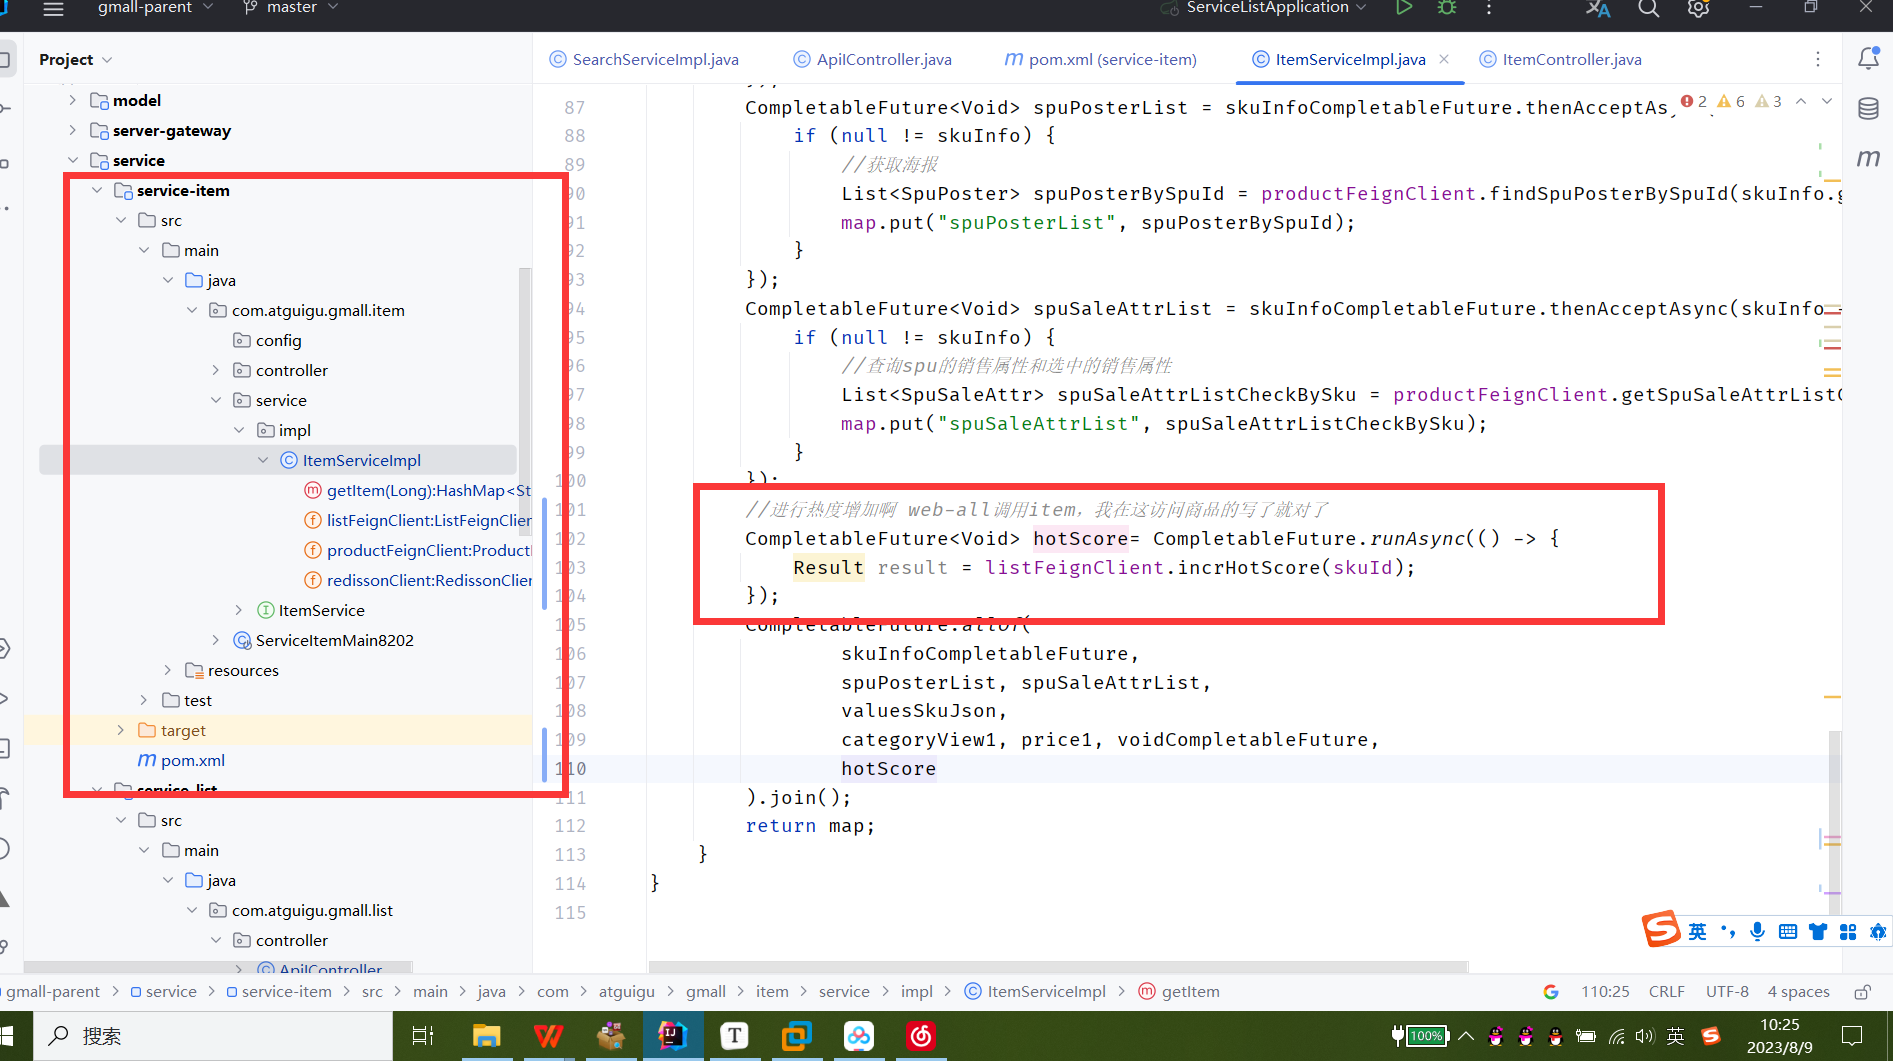 gmall-parent
master
ServiceListApplication
Project
SearchServiceImpl.java
ApilController.java
pom.xml (service-item)
ItemServiceImpl.java
ItemController.java
model
server-gateway
service
service-item
src
main
java
com.atguigu.gmall.item
config
controller
service
impl
ItemServiceImpl
getItem(Long):HashMap<St
listFeignClient:ListFeignClier
productFeignClient:Product
redissonClient:RedissonClier
ItemService
ServiceItemMain8202
resources
test
target
pom.xml
service-list
src
main
java
com.atguigu.gmall.list
controller
ApilController
2 6 3
87 CompletableFuture<Void> spuPosterList = skuInfoCompletableFuture.thenAcceptAs
88 if (null != skuInfo) {
89 //获取海报
90 List<SpuPoster> spuPosterBySpuId = productFeignClient.findSpuPosterBySpuId(skuInfo.g
91 map.put("spuPosterList", spuPosterBySpuId);
92 }
93 });
94 CompletableFuture<Void> spuSaleAttrList = skuInfoCompletableFuture.thenAcceptAsync(skuInfo -
95 if (null != skuInfo) {
96 //查询spu的销售属性和选中的销售属性
97 List<SpuSaleAttr> spuSaleAttrListCheckBySku = productFeignClient.getSpuSaleAttrListC
98 map.put("spuSaleAttrList", spuSaleAttrListCheckBySku);
99 }
100 });
101 //进行热度增加啊 web-all调用item，我在这访问商品的写了就对了
102 CompletableFuture<Void> hotScore= CompletableFuture.runAsync(() -> {
103 Result result = listFeignClient.incrHotScore(skuId);
104 });
105 CompletableFuture.allOf(
106 skuInfoCompletableFuture,
107 spuPosterList, spuSaleAttrList,
108 valuesSkuJson,
109 categoryView1, price1, voidCompletableFuture,
110 hotScore
111 ).join();
112 return map;
113 }
114 }
115
英
gmall-parent > service > service-item > src > main > java > com > atguigu > gmall > item > service > impl > ItemServiceImpl > getItem
110:25 CRLF UTF-8 4 spaces
搜索
100%
英
10:25
2023/8/9